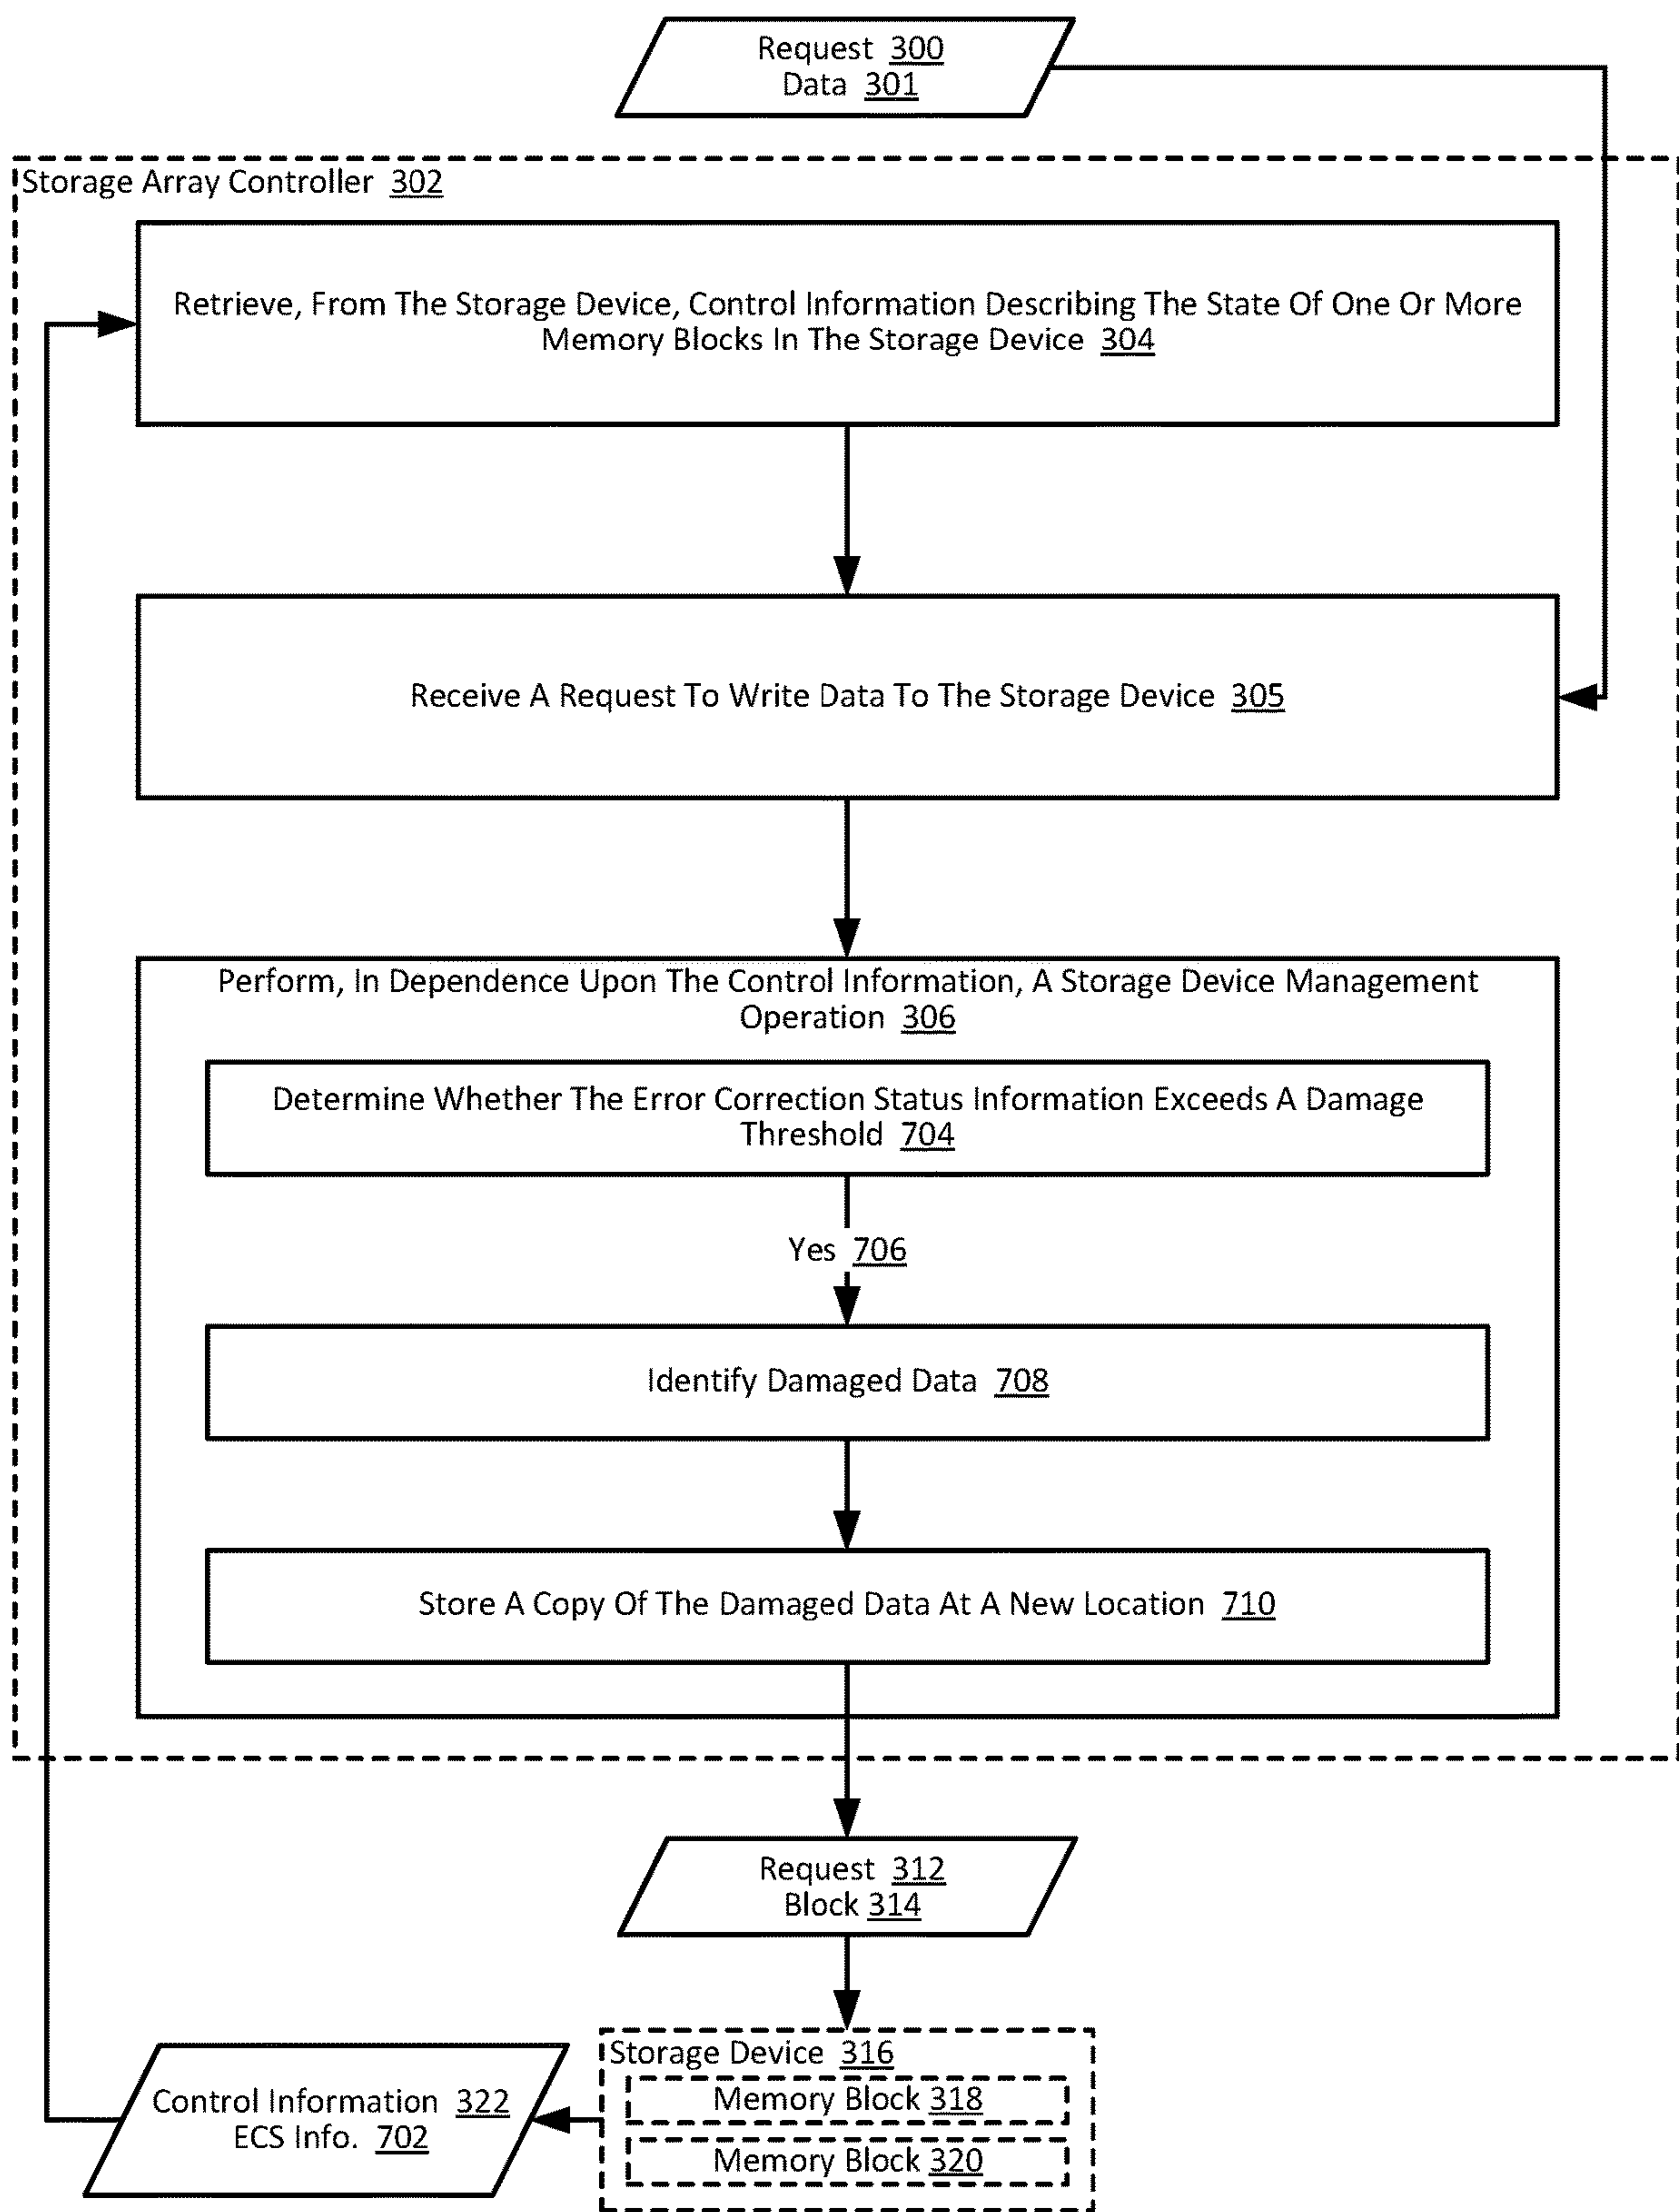 Request 300
Data 301
Storage Array Controller 302
Retrieve, From The Storage Device, Control Information Describing The State Of One Or More
Memory Blocks In The Storage Device 304
Receive A Request To Write Data To The Storage Device 305
Perform, In Dependence Upon The Control Information, A Storage Device Management
Operation 306
Determine Whether The Error Correction Status Information Exceeds A Damage
Threshold 704
Yes 706
Identify Damaged Data 708
Store A Copy Of The Damaged Data At A New Location 710
Request 312
Block 314
Storage Device 316
Memory Block 318
Memory Block 320
Control Information 322
ECS Info. 702